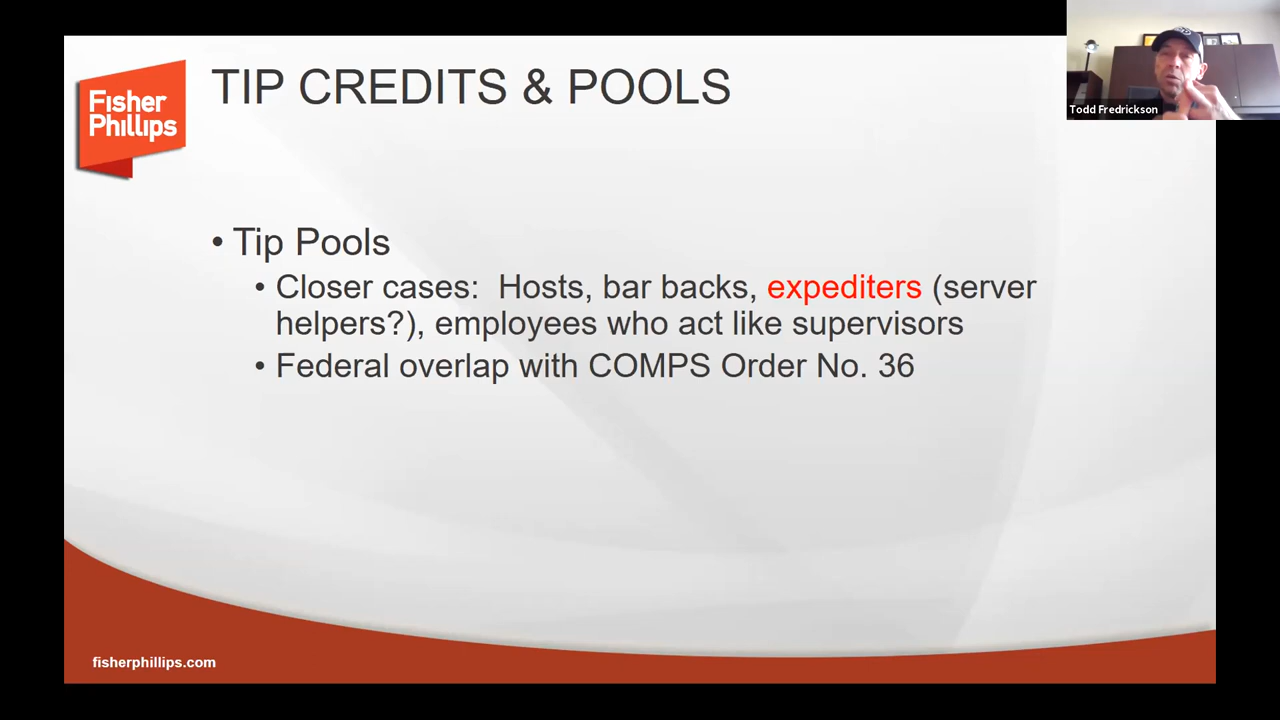 Fisher
Phillips
TIP CREDITS & POOLS
Todd Fredrickson
• Tip Pools
• Closer cases:  Hosts, bar backs, expediters (server
helpers?), employees who act like supervisors
• Federal overlap with COMPS Order No. 36
fisherphillips.com